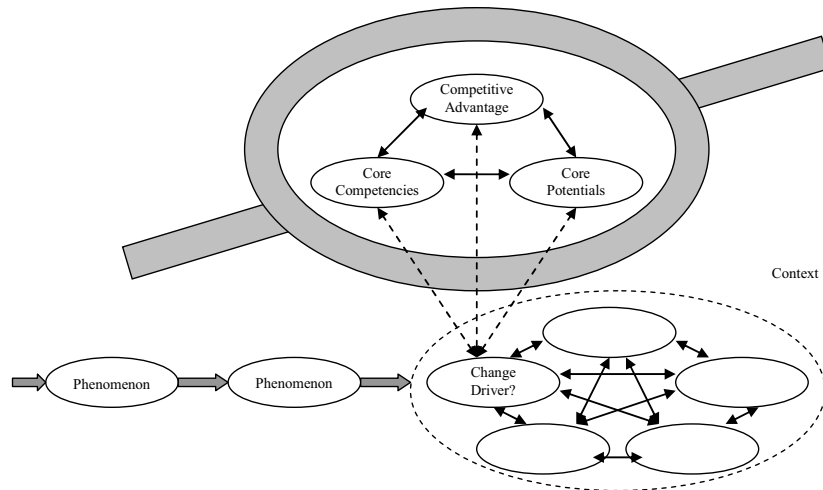 Competitive
Advantage
Core
Competencies
Core
Potentials
Context
Phenomenon
Phenomenon
Change
Driver?